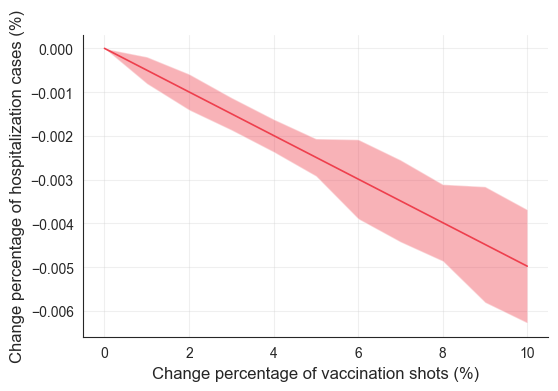 Change percentage of hospitalization cases (%)
0.000
−0.001
−0.002
−0.003
−0.004
−0.005
−0.006
0 2 4 6 8 10
Change percentage of vaccination shots (%)